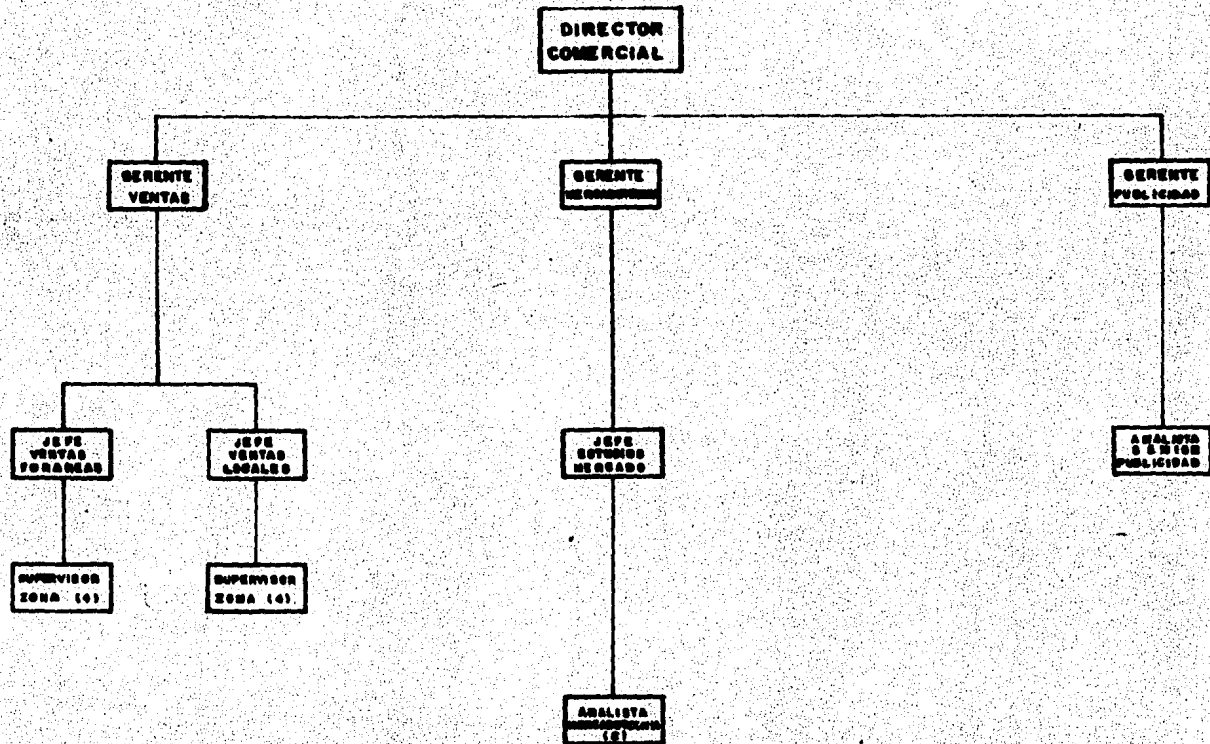 DIRECTOR
COMERCIAL
GERENTE
VENTAS
GERENTE
GERENTE
PUBLICIDAD
JEFE
VENTAS
FORANEAS
JEFE
VENTAS
LOCALES
JEFE
ESTUDIOS
MERCADO
ANALISTA
PUBLICIDAD
SUPERVISOR
ZONA
SUPERVISOR
ZONA (4)
ANALISTA